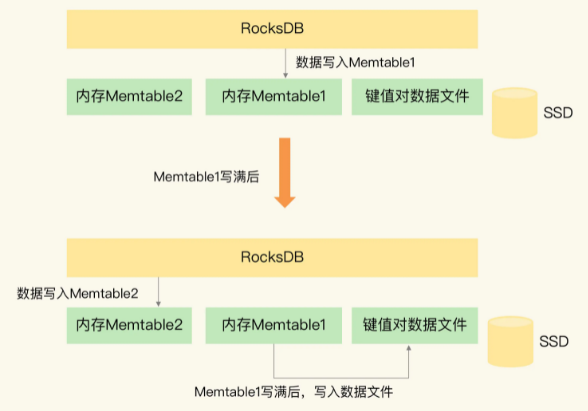 RocksDB
数据写入Memtable1
内存Memtable2
内存Memtable1
键值对数据文件
SSD
Memtable1写满后
RocksDB
数据写入Memtable2
内存Memtable2
内存Memtable1
键值对数据文件
SSD
Memtable1写满后，写入数据文件